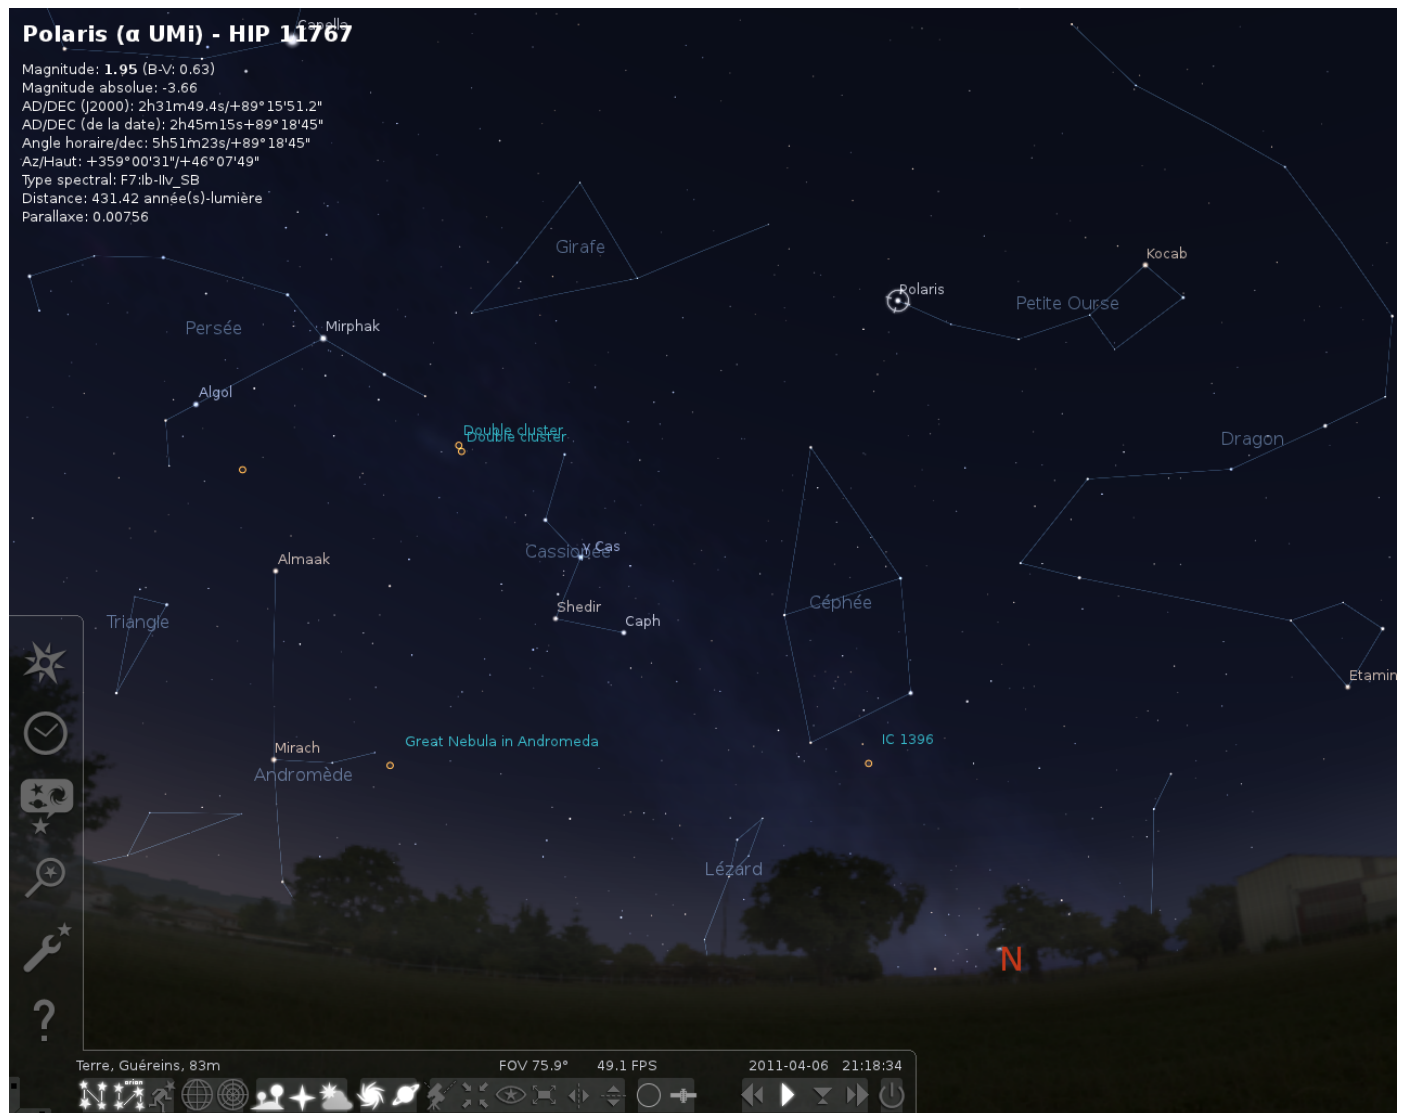 Capella
Polaris (α UMi) - HIP 11767
Magnitude: 1.95 (B-V: 0.63)
Magnitude absolue: -3.66
AD/DEC (J2000): 2h31m49.4s/+89°15'51.2"
AD/DEC (de la date): 2h45m15s+89°18'45"
Angle horaire/dec: 5h51m23s/+89°18'45"
Az/Haut: +359°00'31"/+46°07'49"
Type spectral: F7:Ib-IIv_SB
Distance: 431.42 année(s)-lumière
Parallaxe: 0.00756
Girafe
Kocab
Polaris
Petite Ourse
Persée
Mirphak
Algol
Double cluster
Double cluster
Dragon
γ Cas
Cassiopée
Almaak
Shedir
Céphée
Triangle
Caph
Etamin
Great Nebula in Andromeda
IC 1396
Mirach
Andromède
Lézard
N
Terre, Guéreins, 83m
FOV 75.9°
49.1 FPS
2011-04-06
21:18:34